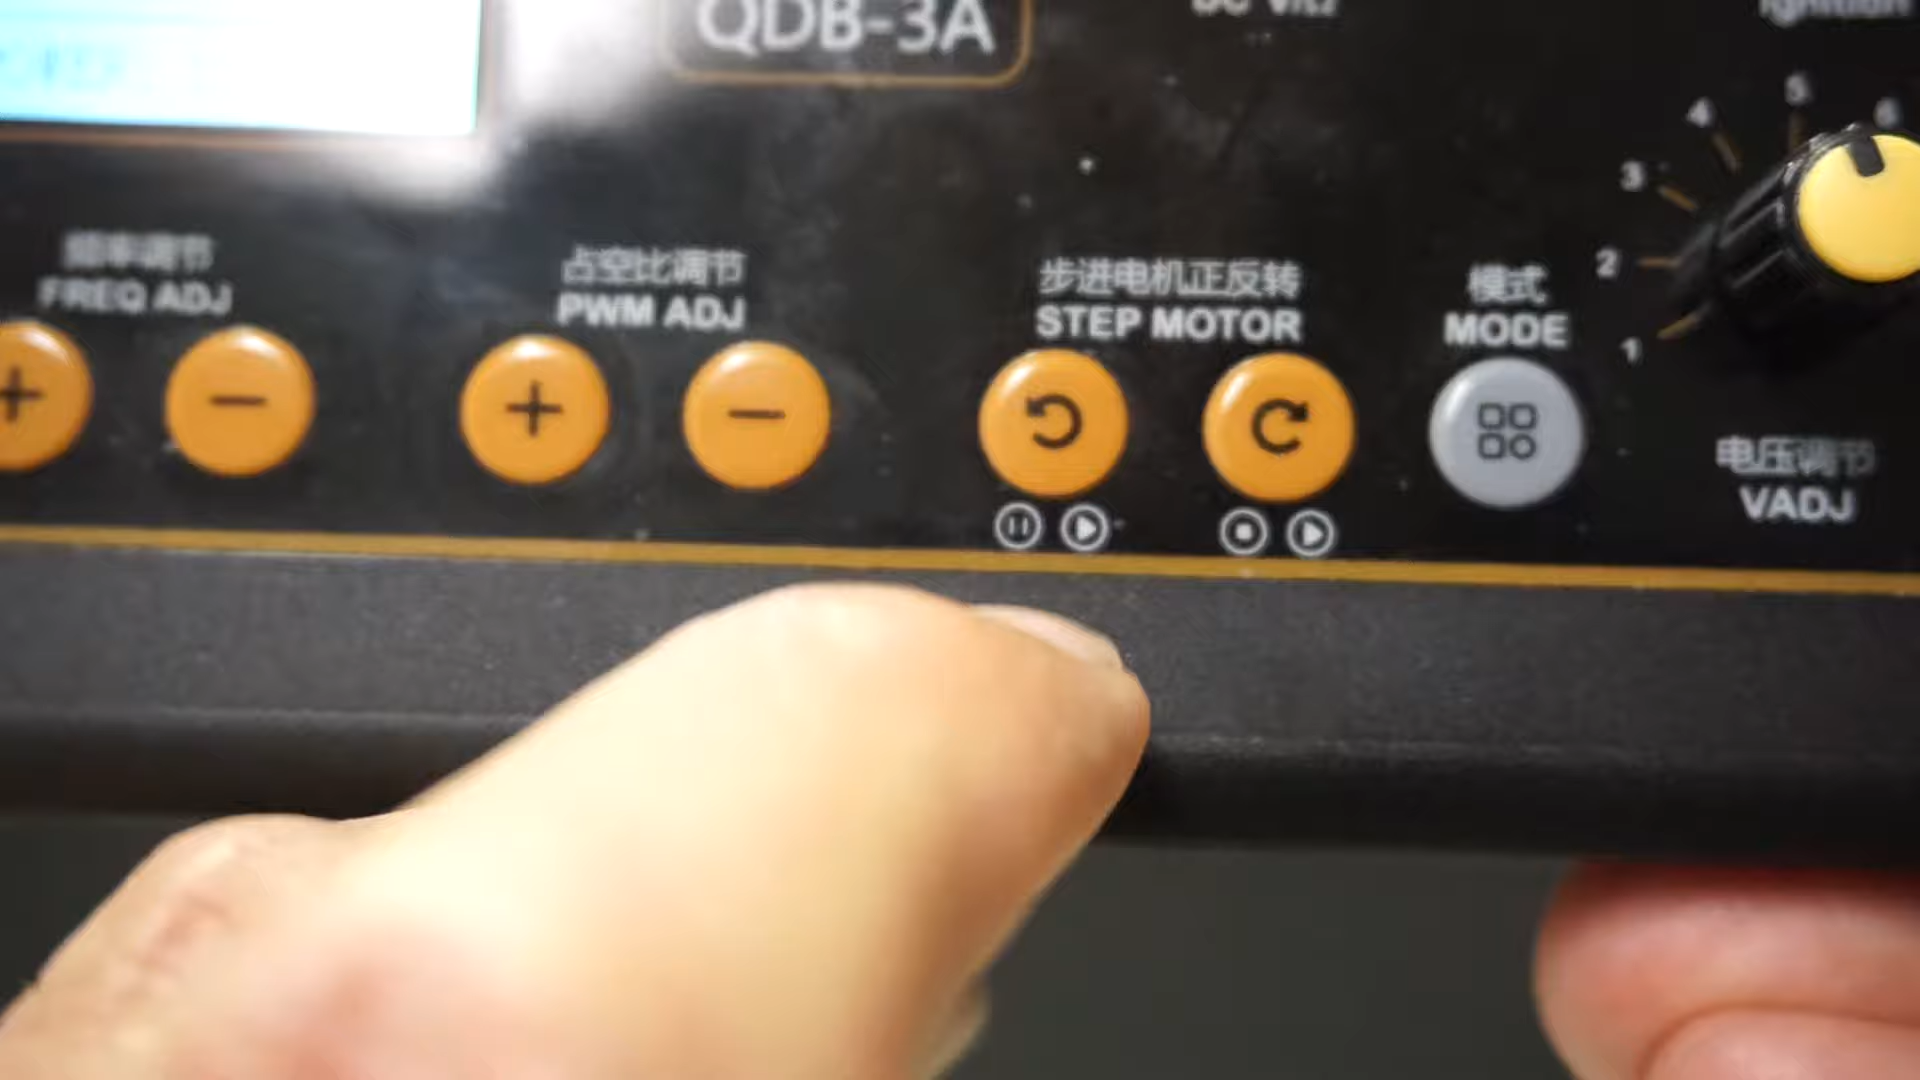 QDB-3A
DC V/Ω
Ignition
频率调节
FREQ ADJ
占空比调节
PWM ADJ
步进电机正反转
STEP MOTOR
模式
MODE
1
2
3
4
5
6
电压调节
VADJ